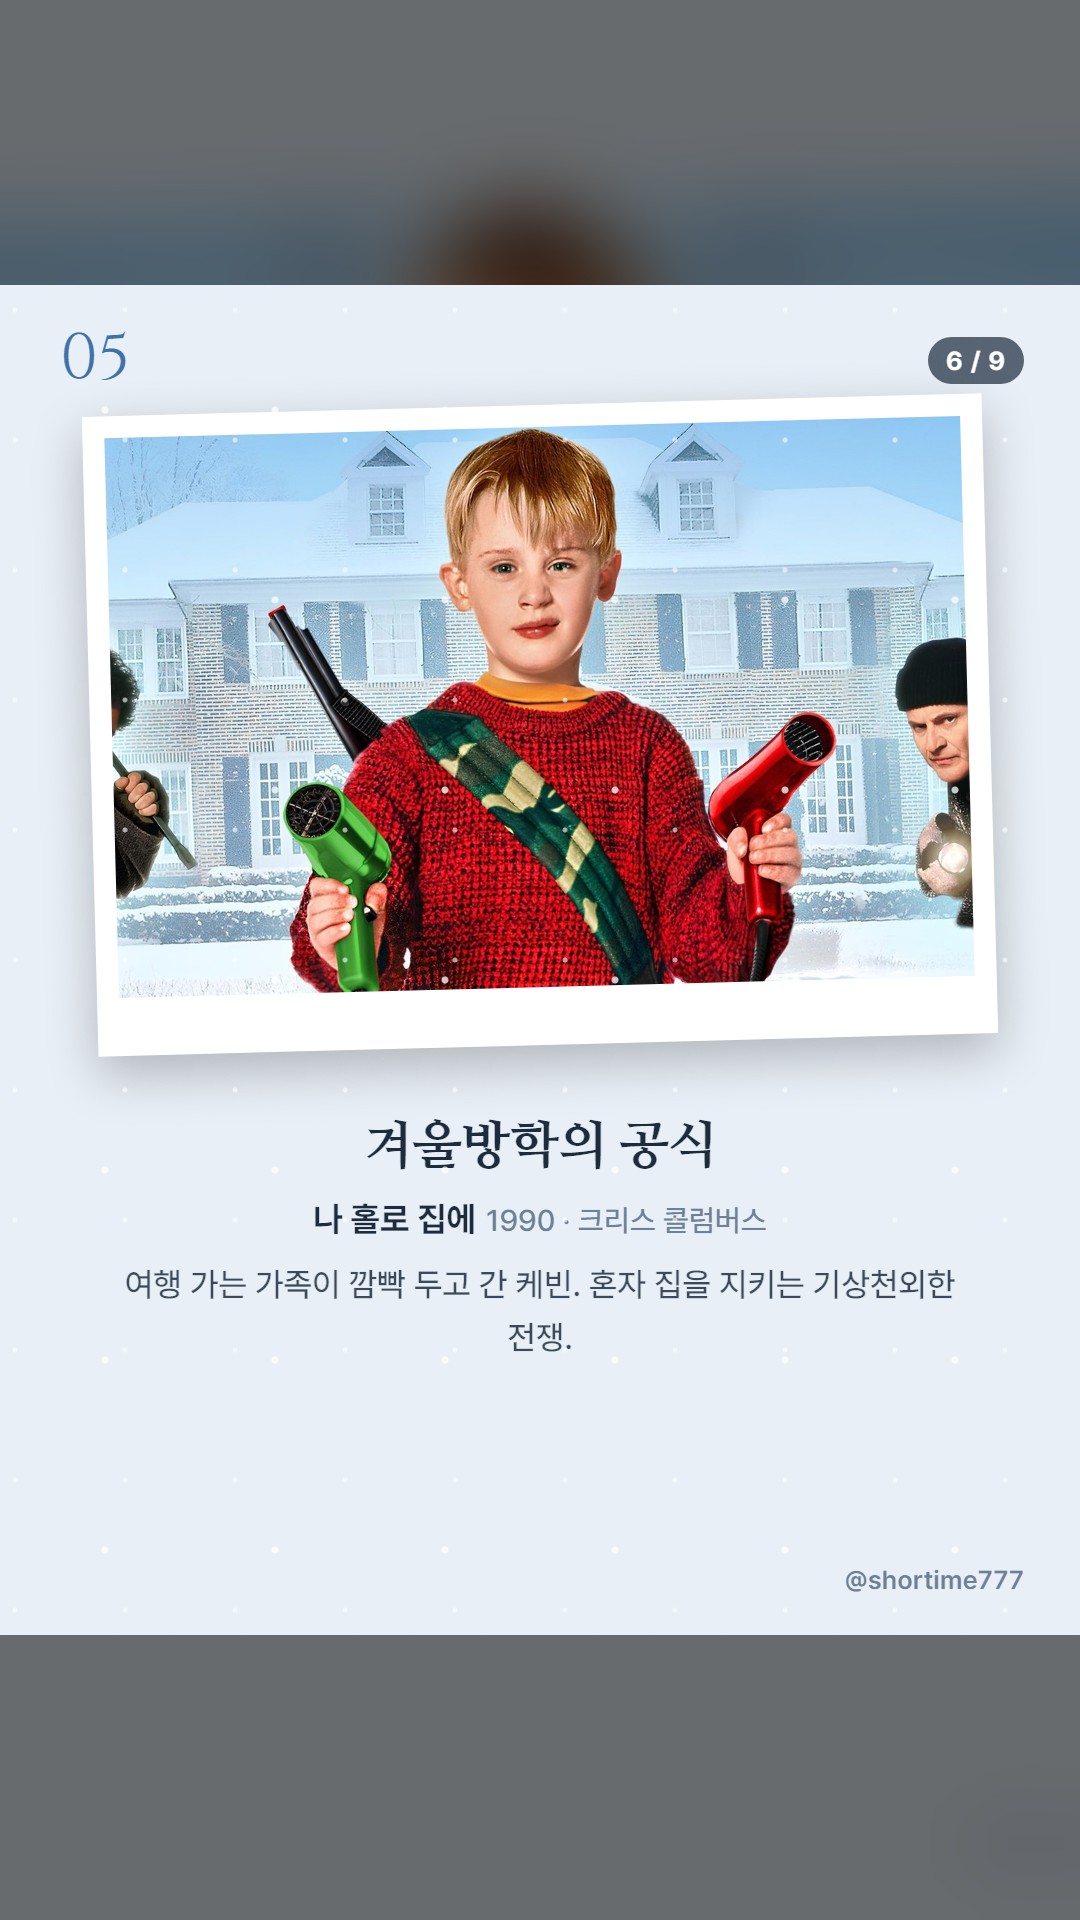 05
6 / 9
겨울방학의 공식
나 홀로 집에 1990 · 크리스 콜럼버스
여행 가는 가족이 깜빡 두고 간 케빈. 혼자 집을 지키는 기상천외한
전쟁.
@shortime777